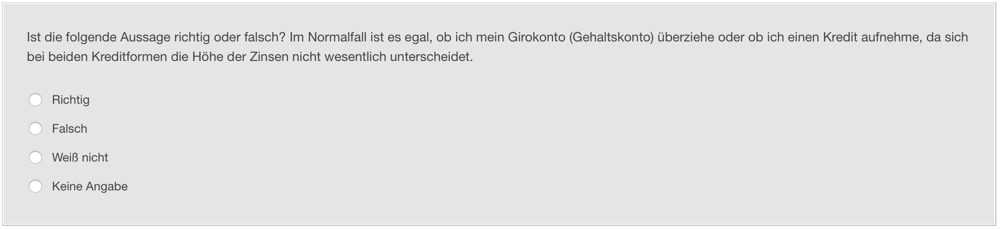 Ist die folgende Aussage richtig oder falsch? Im Normalfall ist es egal, ob ich mein Girokonto (Gehaltskonto) überziehe oder ob ich einen Kredit aufnehme, da sich
bei beiden Kreditformen die Höhe der Zinsen nicht wesentlich unterscheidet.
Richtig
Falsch
Weiß nicht
Keine Angabe